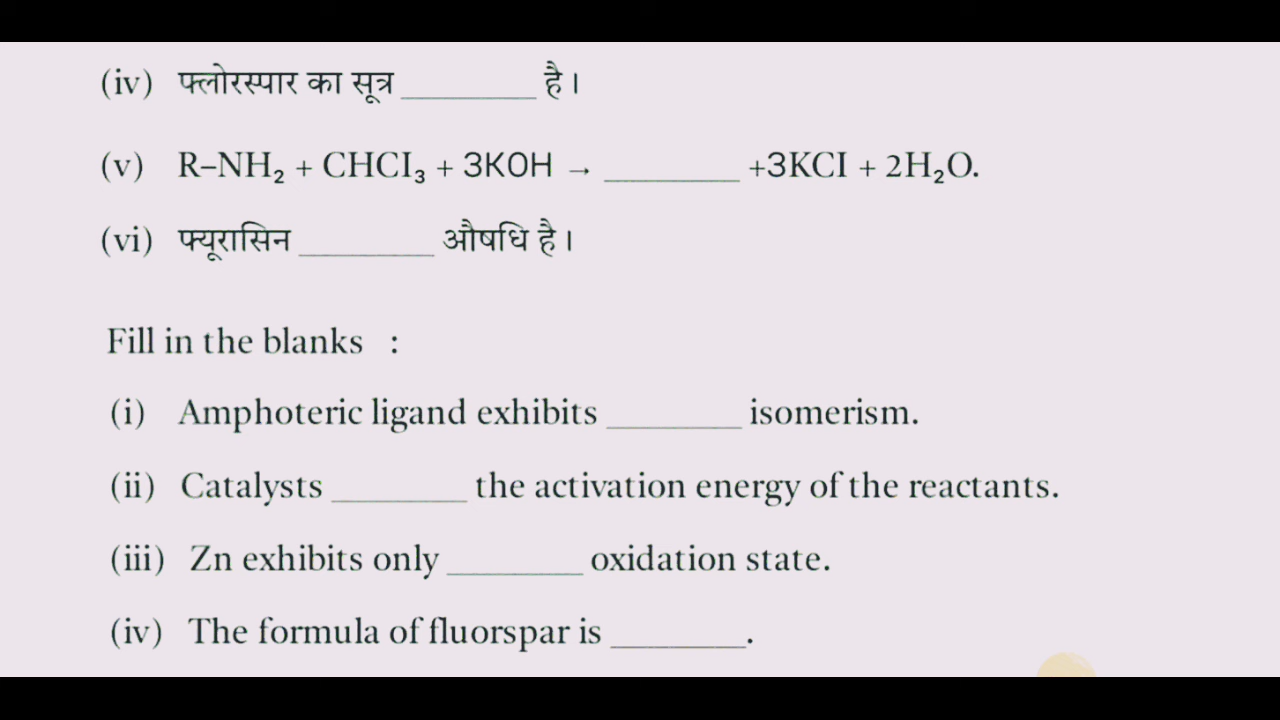 (iv) फ्लोरस्पार का सूत्र ________ है।
(v) R–NH₂ + CHCI₃ + 3KOH → ________ +3KCI + 2H₂O.
(vi) फ्यूरासिन ________ औषधि है।
Fill in the blanks :
(i) Amphoteric ligand exhibits ________ isomerism.
(ii) Catalysts ________ the activation energy of the reactants.
(iii) Zn exhibits only ________ oxidation state.
(iv) The formula of fluorspar is ________.